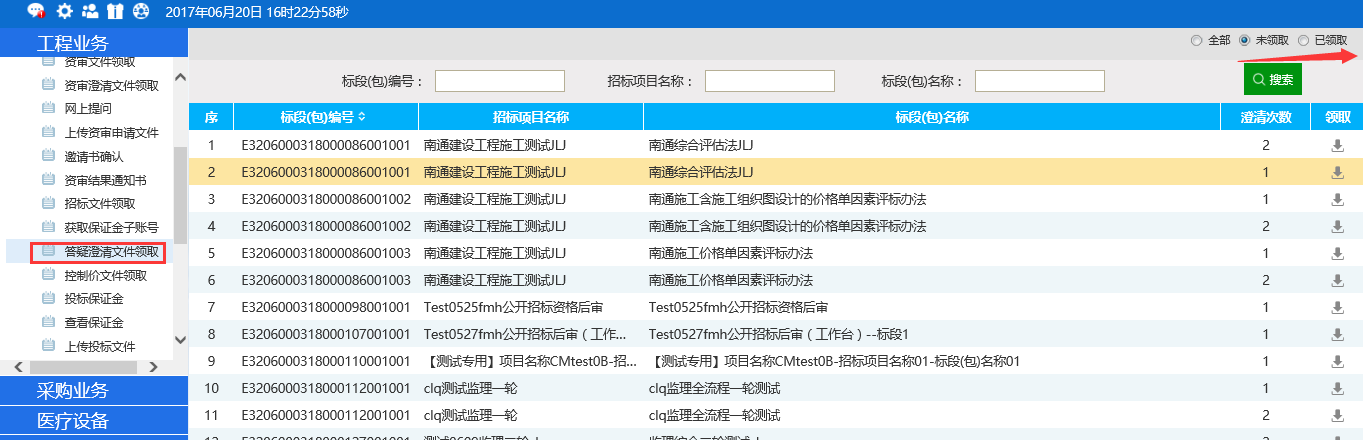 2017年06月20日 16时22分58秒
工程业务
资审文件领取
资审澄清文件领取
网上提问
上传资审申请文件
邀请书确认
资审结果通知书
招标文件领取
获取保证金子账号
答疑澄清文件领取
控制价文件领取
投标保证金
查看保证金
上传投标文件
采购业务
医疗设备
全部 未领取 已领取
标段(包)编号： 招标项目名称： 标段(包)名称： 搜索
序 标段(包)编号 招标项目名称 标段(包)名称 澄清次数 领取
1 E3206000318000086001001 南通建设工程施工测试JLJ 南通综合评估法JLJ 2
2 E3206000318000086001001 南通建设工程施工测试JLJ 南通综合评估法JLJ 1
3 E3206000318000086001002 南通建设工程施工测试JLJ 南通施工含施工组织图设计的价格单因素评标办法 1
4 E3206000318000086001002 南通建设工程施工测试JLJ 南通施工含施工组织图设计的价格单因素评标办法 2
5 E3206000318000086001003 南通建设工程施工测试JLJ 南通施工价格单因素评标办法 1
6 E3206000318000086001003 南通建设工程施工测试JLJ 南通施工价格单因素评标办法 2
7 E3206000318000098001001 Test0525fmh公开招标资格后审 Test0525fmh公开招标资格后审 1
8 E3206000318000107001001 Test0527fmh公开招标后审（工作... Test0527fmh公开招标后审（工作台）--标段1 1
9 E3206000318000110001001 【测试专用】项目名称CMtest0B-招... 【测试专用】项目名称CMtest0B-招标项目名称01-标段(包)名称01 1
10 E3206000318000112001001 clq测试监理一轮 clq监理全流程一轮测试 1
11 E3206000318000112001001 clq测试监理一轮 clq监理全流程一轮测试 2